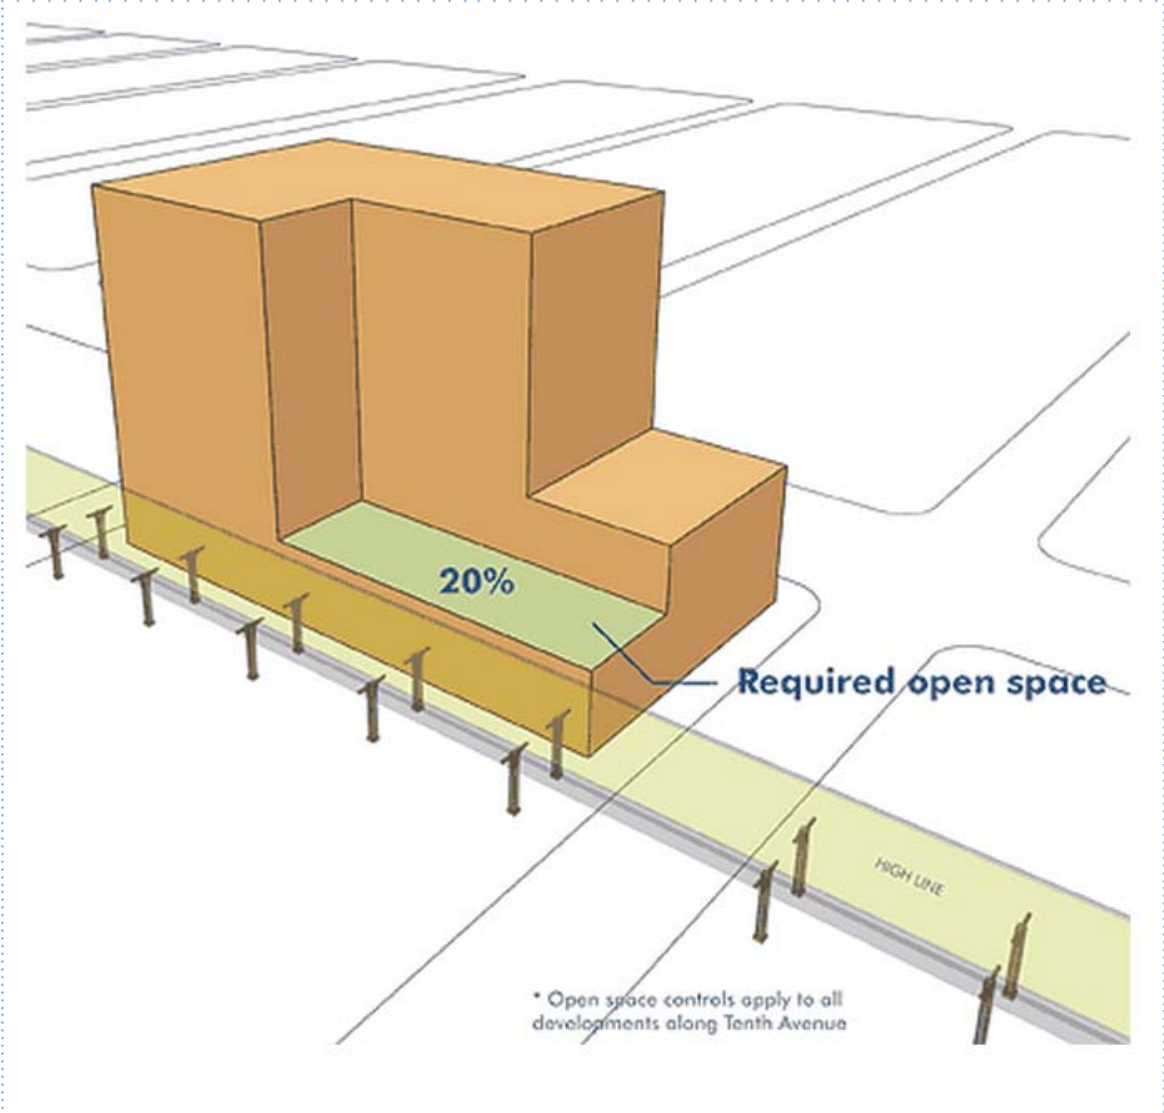 20%
Required open space
HIGH LINE
* Open space controls apply to all
developments along Tenth Avenue